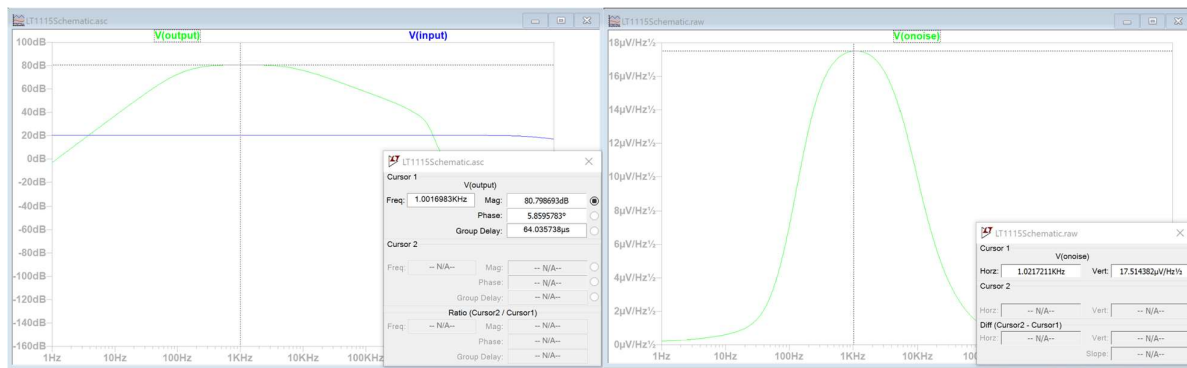 LT1115Schematic.asc
V(output)
V(input)
100dB
80dB
60dB
40dB
20dB
0dB
-20dB
-40dB
-60dB
-80dB
-100dB
-120dB
-140dB
-160dB
1Hz 10Hz 100Hz 1KHz 10KHz 100KHz
LT1115Schematic.asc
Cursor 1
V(output)
Freq: 1.0016983KHz Mag: 80.798693dB
Phase: 5.8595783°
Group Delay: 64.035738µs
Cursor 2
Freq: -- N/A-- Mag: -- N/A--
Phase: -- N/A--
Group Delay: -- N/A--
Ratio (Cursor2 / Cursor1)
Freq: -- N/A-- Mag: -- N/A--
Phase: -- N/A--
Group Delay: -- N/A--
LT1115Schematic.raw
V(onoise)
18µV/Hz½
16µV/Hz½
14µV/Hz½
12µV/Hz½
10µV/Hz½
8µV/Hz½
6µV/Hz½
4µV/Hz½
2µV/Hz½
0µV/Hz½
1Hz 10Hz 100Hz 1KHz 10KHz
LT1115Schematic.raw
Cursor 1
V(onoise)
Horz: 1.0217211KHz Vert: 17.514382µV/Hz½
Cursor 2
Horz: -- N/A-- Vert: -- N/A--
Diff (Cursor2 - Cursor1)
Horz: -- N/A-- Vert: -- N/A--
Slope: -- N/A--